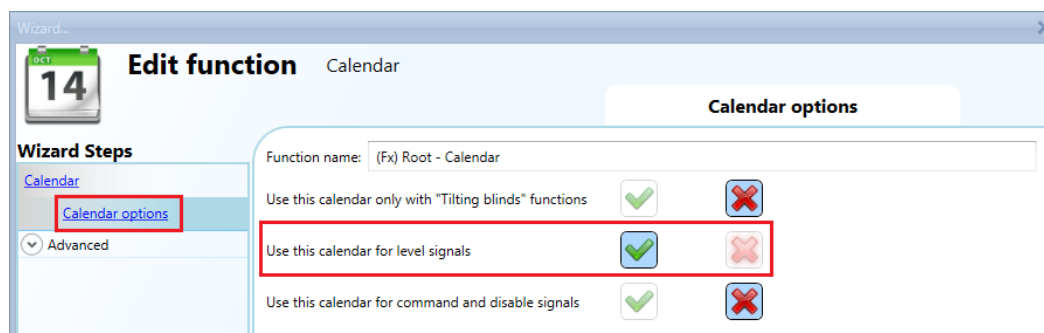 Wizard...
OCT
14
Edit function Calendar
Calendar options
Wizard Steps
Calendar
Calendar options
Advanced
Function name: (Fx) Root - Calendar
Use this calendar only with "Tilting blinds" functions
Use this calendar for level signals
Use this calendar for command and disable signals